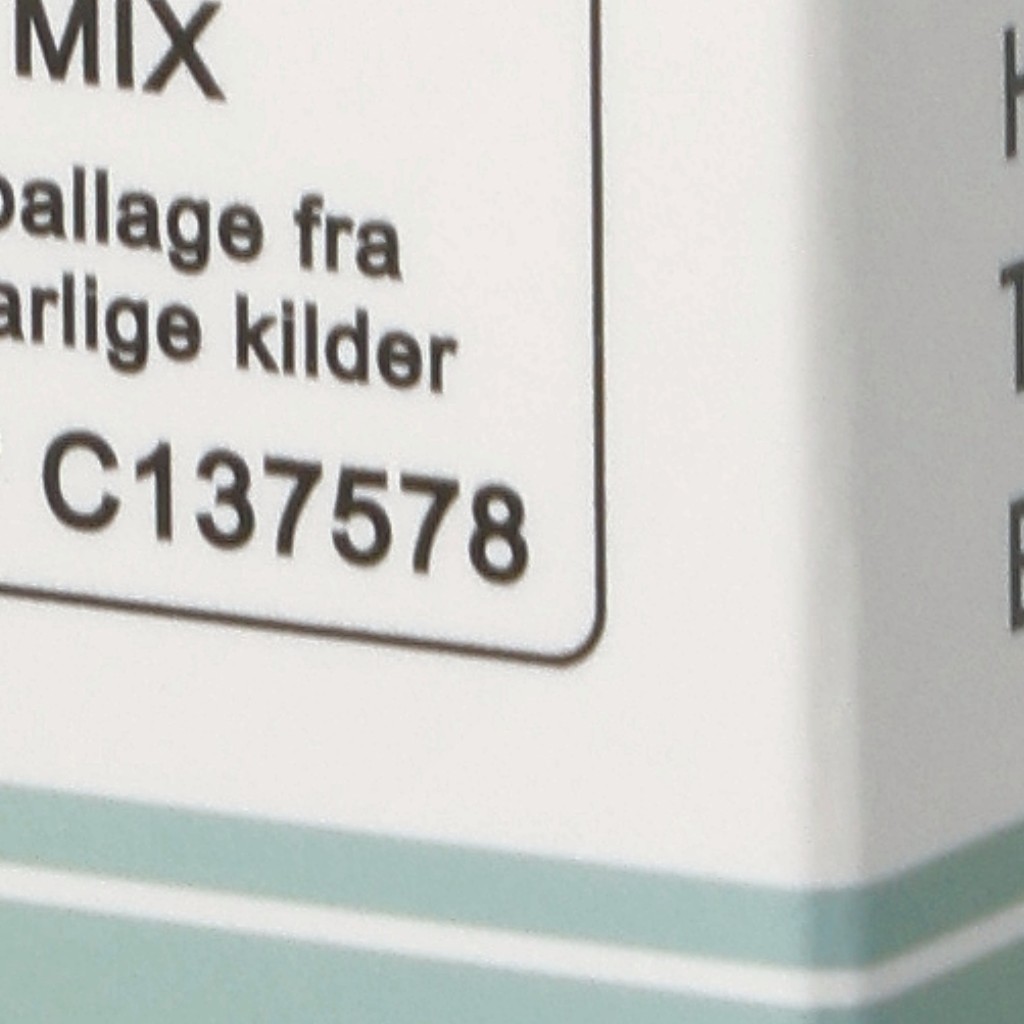 MIX
ballage fra
arlige kilder
C137578